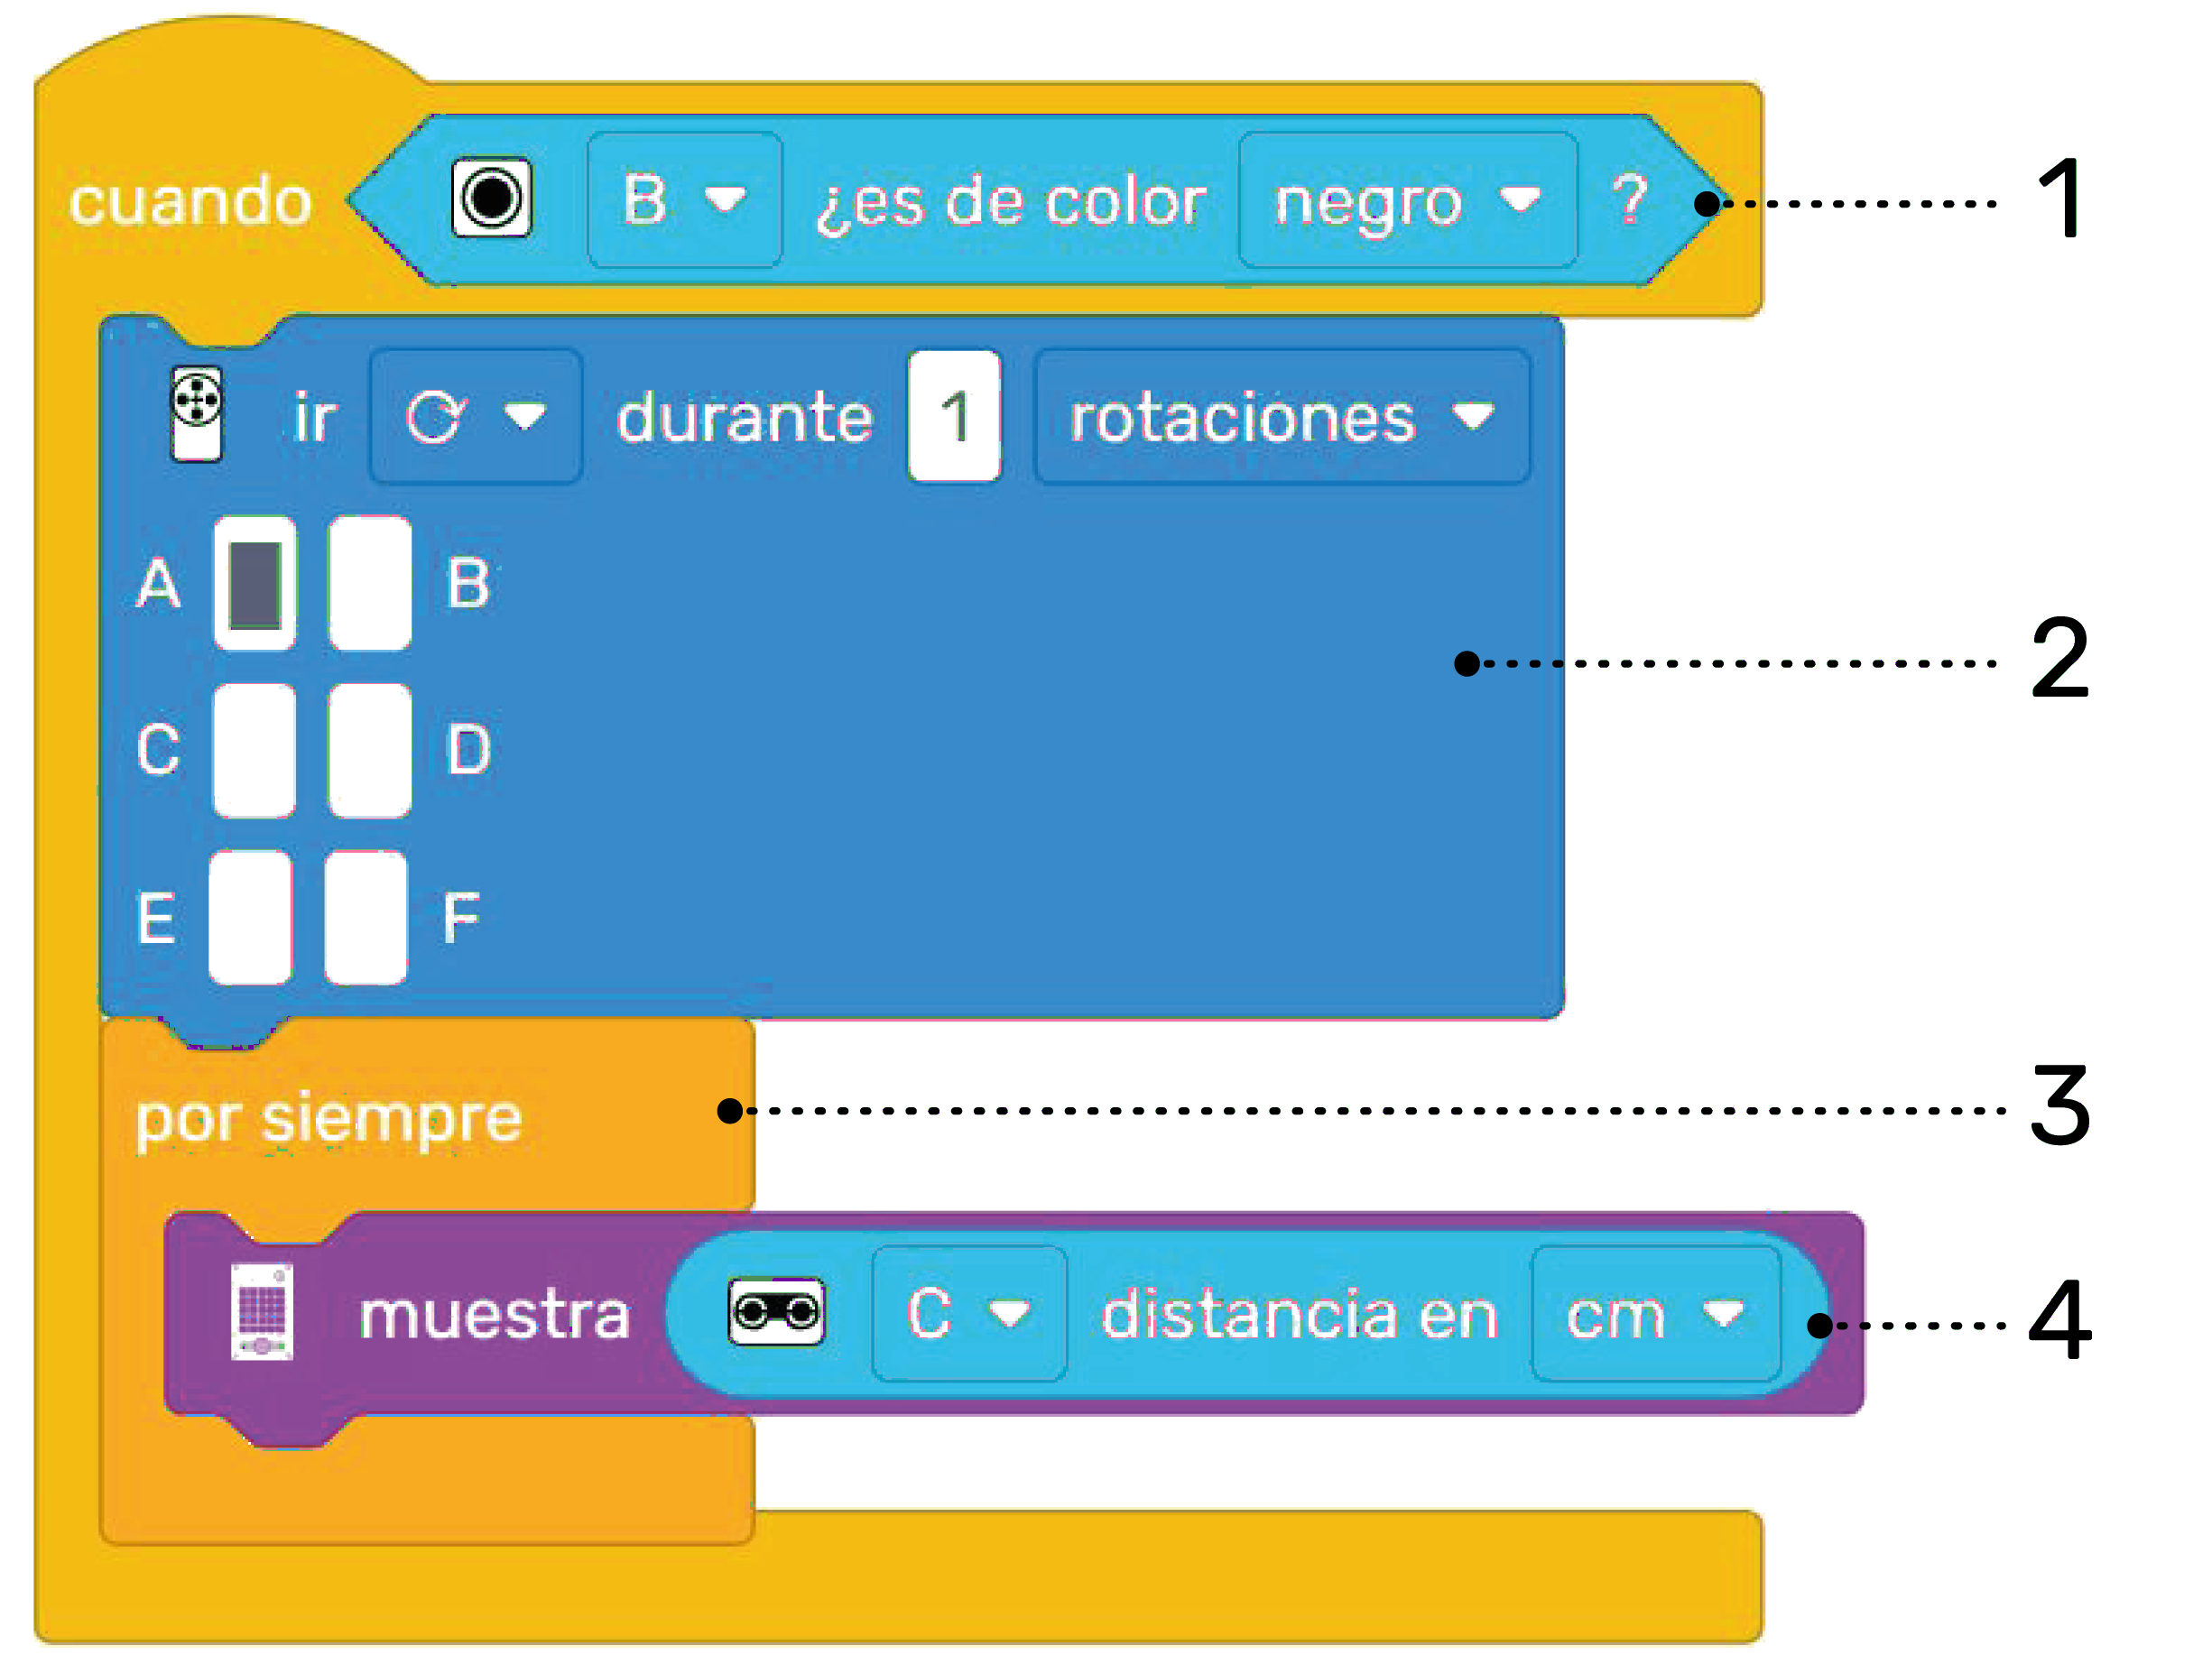 cuando B ¿es de color negro ? 1
ir durante 1 rotaciones
A B
2
C D
E F
por siempre 3
muestra C distancia en cm 4